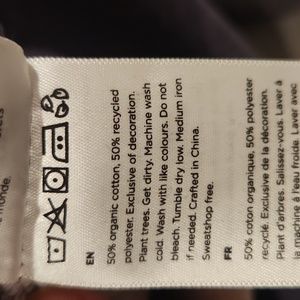 EN
50% organic cotton, 50% recycled
polyester. Exclusive of decoration.
Plant trees. Get dirty. Machine wash
cold. Wash with like colours. Do not
bleach. Tumble dry low. Medium iron
if needed. Crafted in China.
Sweatshop free.
FR
50% coton organique, 50% polyester
recyclé. Exclusive de la décoration.
Plant d'arbres. Salissez-vous. Laver à
la machine à l'eau froide. Laver avec
monde.